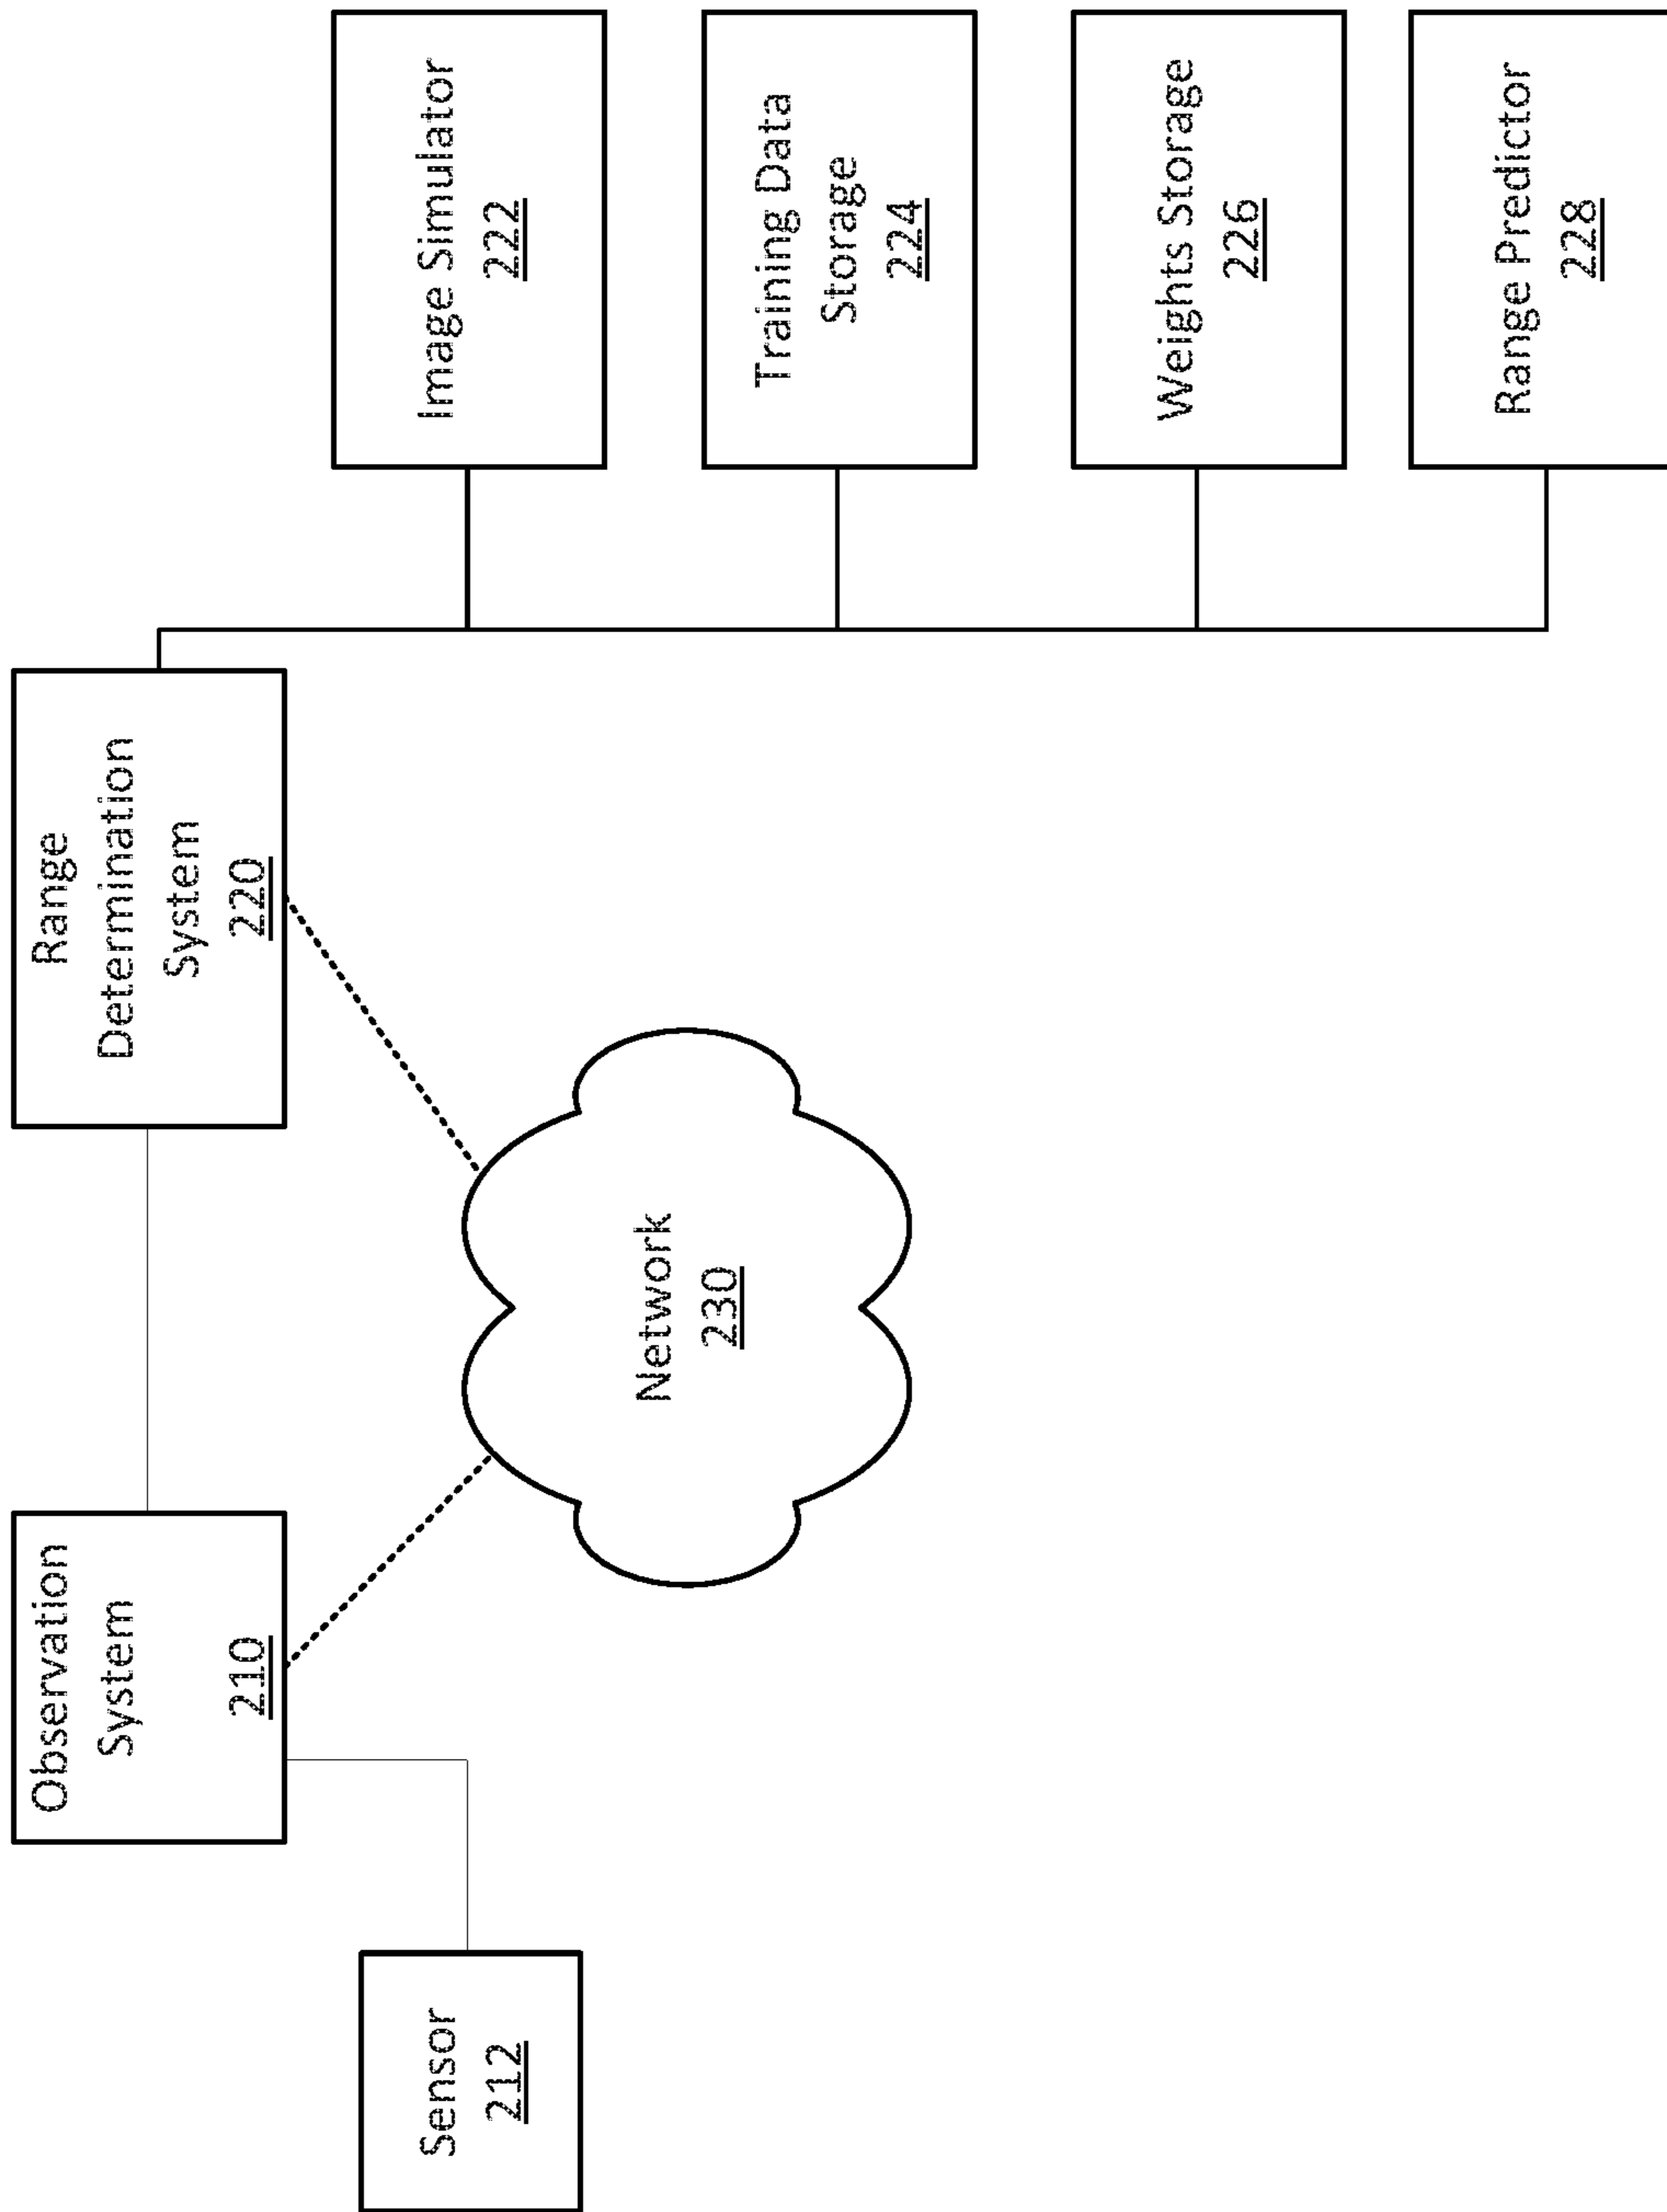 Observation
System
210
Range
Determination
System
220
Sensor
212
Network
230
Image Simulator
222
Training Data
Storage
224
Weights Storage
226
Range Predictor
228